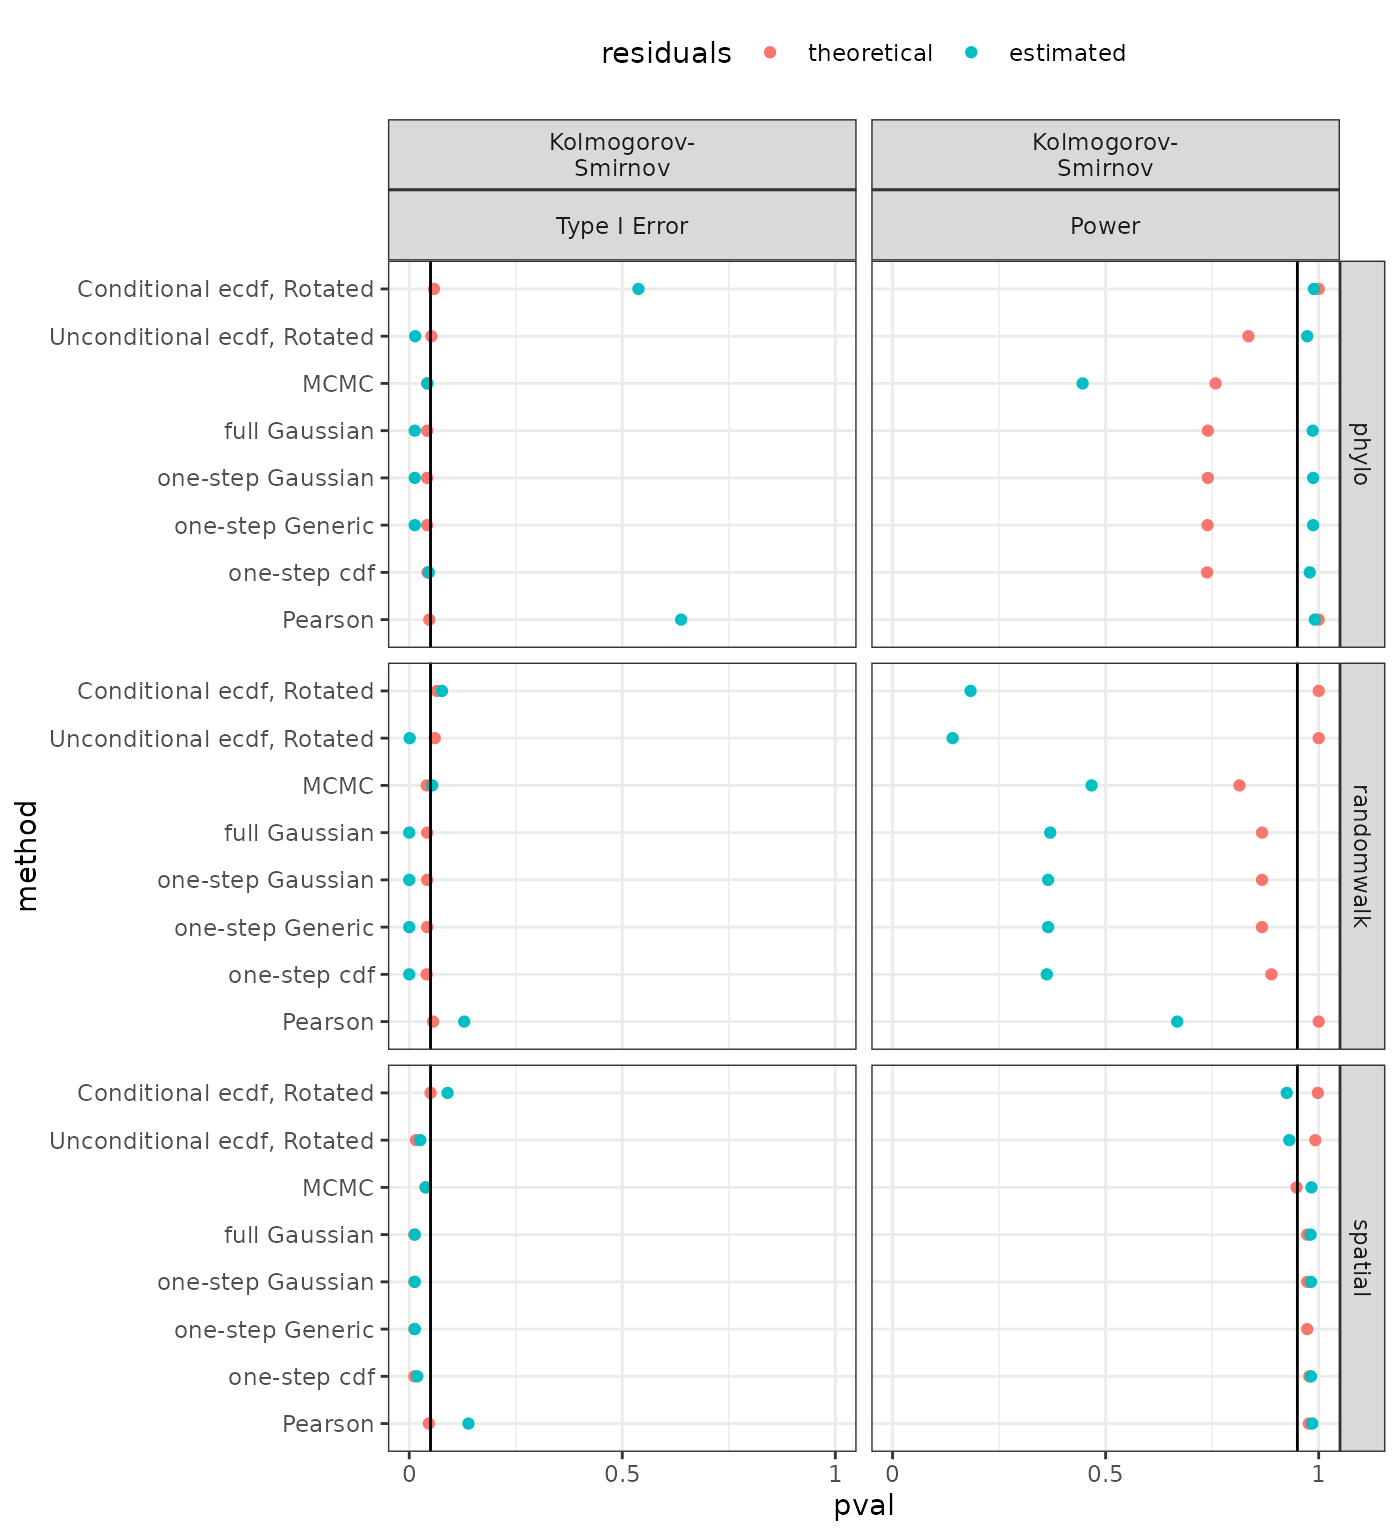 residuals theoretical estimated
Kolmogorov-
Smirnov
Kolmogorov-
Smirnov
Type I Error
Power
Conditional ecdf, Rotated
Unconditional ecdf, Rotated
MCMC
full Gaussian
one-step Gaussian
one-step Generic
one-step cdf
Pearson
phylo
Conditional ecdf, Rotated
Unconditional ecdf, Rotated
MCMC
full Gaussian
one-step Gaussian
one-step Generic
one-step cdf
Pearson
randomwalk
Conditional ecdf, Rotated
Unconditional ecdf, Rotated
MCMC
full Gaussian
one-step Gaussian
one-step Generic
one-step cdf
Pearson
spatial
method
0 0.5 1
0 0.5 1
pval